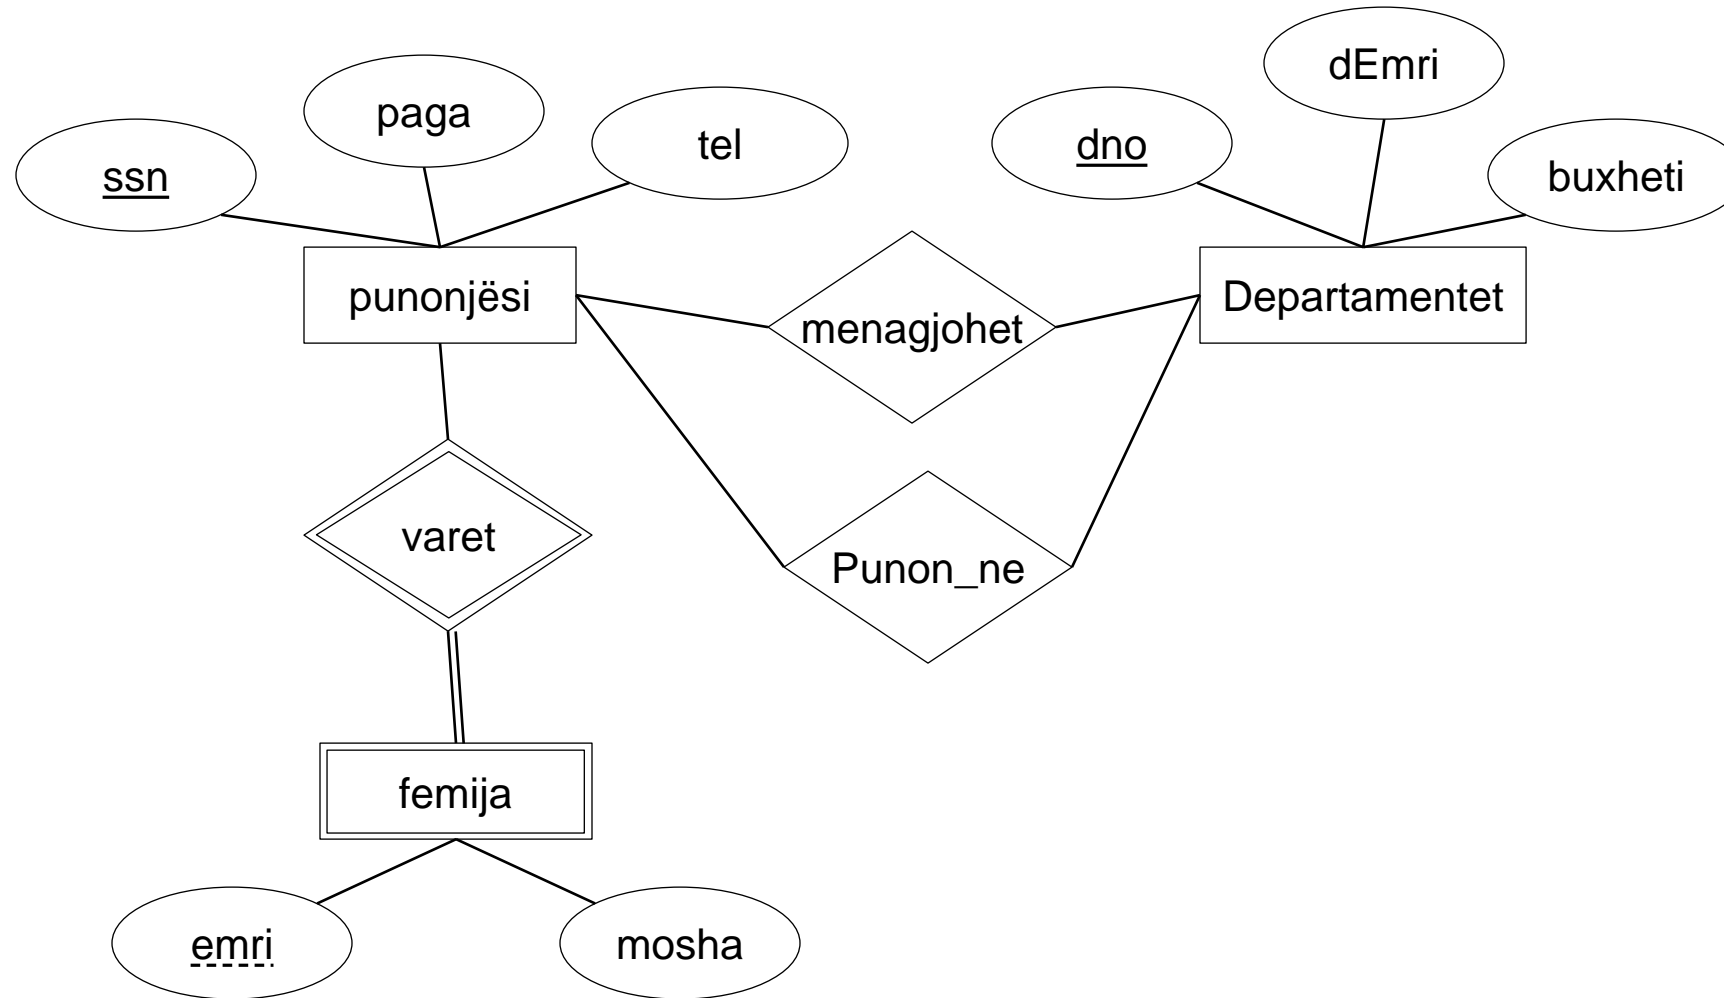 dEmri
paga
tel
dno
ssn
buxheti
punonjësi
menagjohet
Departamentet
varet
Punon_ne
femija
emri
mosha